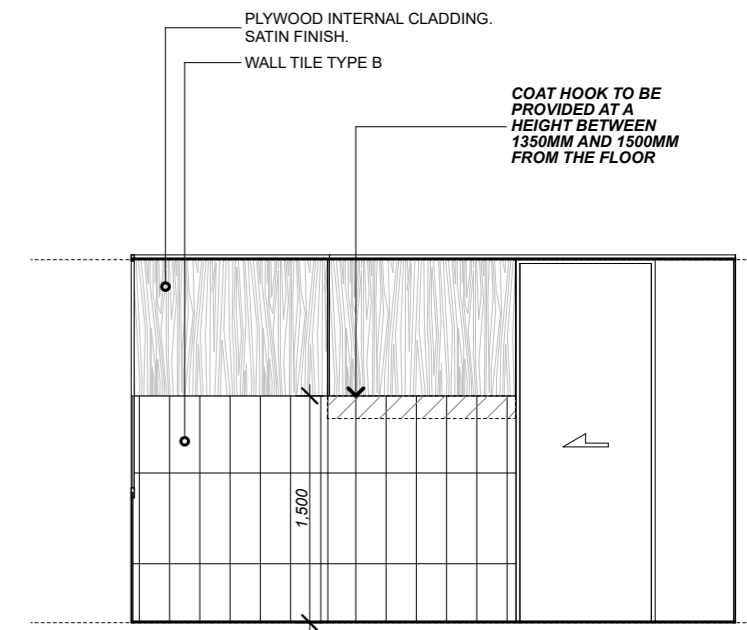 PLYWOOD INTERNAL CLADDING.
SATIN FINISH.
WALL TILE TYPE B
COAT HOOK TO BE
PROVIDED AT A
HEIGHT BETWEEN
1350MM AND 1500MM
FROM THE FLOOR
1,500